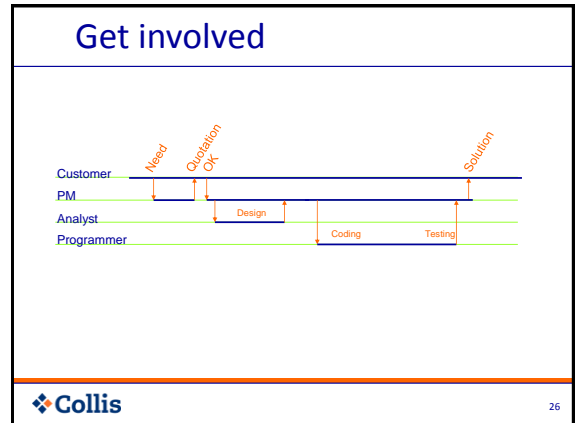 Get involved
Need
Quotation
OK
Solution
Customer
PM
Analyst
Design
Programmer
Coding
Testing
Collis
26